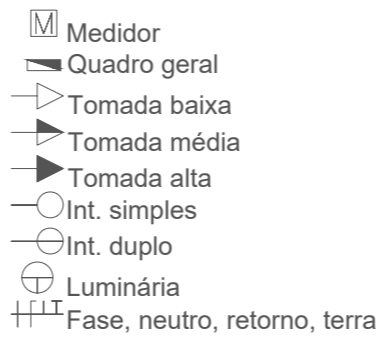 M Medidor
Quadro geral
Tomada baixa
Tomada média
Tomada alta
Int. simples
Int. duplo
Luminária
Fase, neutro, retorno, terra